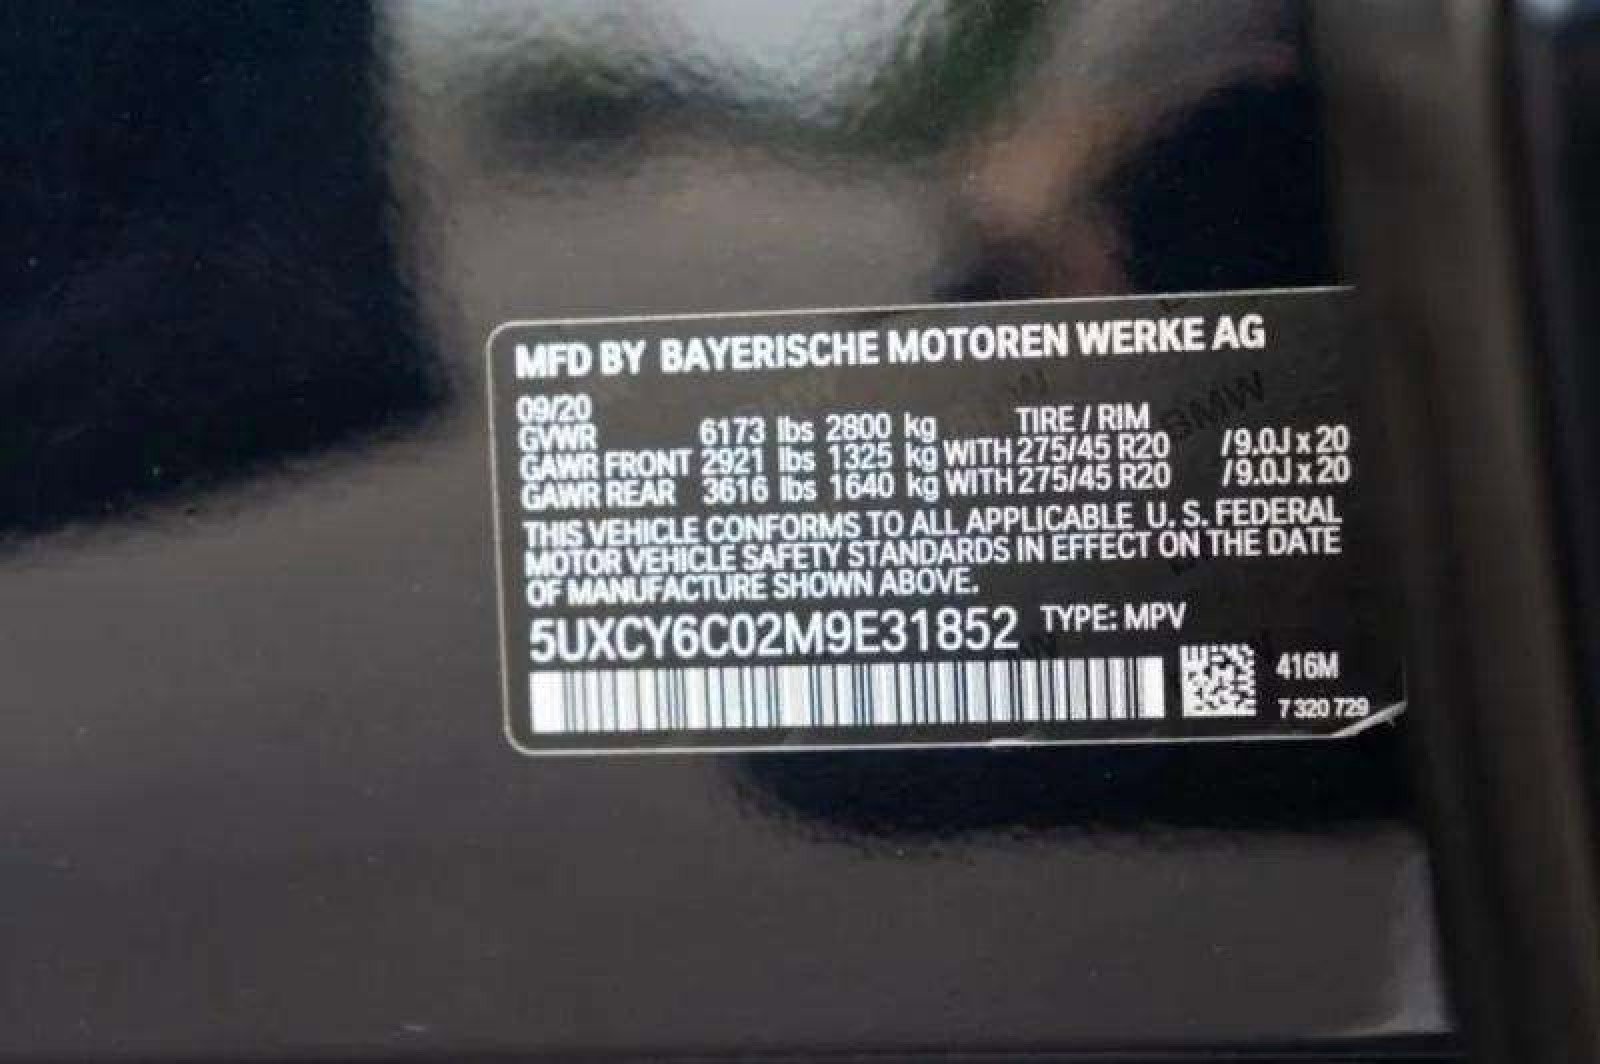 MFD BY BAYERISCHE MOTOREN WERKE AG
09/20 TIRE / RIM
GVWR 6173 lbs 2800 kg
GAWR FRONT 2921 lbs 1325 kg WITH 275/45 R20 /9.0J x 20
GAWR REAR 3616 lbs 1640 kg WITH 275/45 R20 /9.0J x 20
THIS VEHICLE CONFORMS TO ALL APPLICABLE U. S. FEDERAL
MOTOR VEHICLE SAFETY STANDARDS IN EFFECT ON THE DATE
OF MANUFACTURE SHOWN ABOVE.
5UXCY6C02M9E31852 TYPE: MPV
416M
7 320 729
BMW